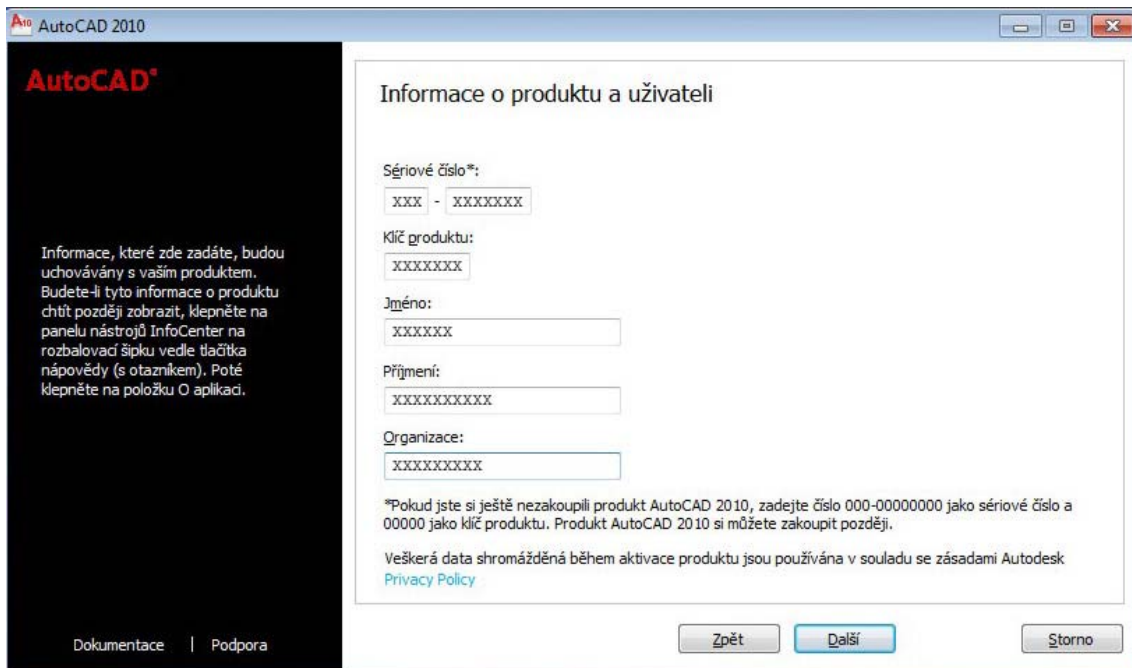 A10 AutoCAD 2010
AutoCAD®
Informace o produktu a uživateli
Sériové číslo*:
XXX - XXXXXXX
Klíč produktu:
XXXXXXX
Jméno:
XXXXXX
Příjmení:
XXXXXXXXXX
Organizace:
XXXXXXXXX
Informace, které zde zadáte, budou
uchovávány s vaším produktem.
Budete-li tyto informace o produktu
chtít později zobrazit, klepněte na
panelu nástrojů InfoCenter na
rozbalovací šipku vedle tlačítka
nápovědy (s otazníkem). Poté
klepněte na položku O aplikaci.
*Pokud jste si ještě nezakoupili produkt AutoCAD 2010, zadejte číslo 000-00000000 jako sériové číslo a
00000 jako klíč produktu. Produkt AutoCAD 2010 si můžete zakoupit později.
Veškerá data shromážděná během aktivace produktu jsou používána v souladu se zásadami Autodesk
Privacy Policy
Dokumentace | Podpora
Zpět Další Storno